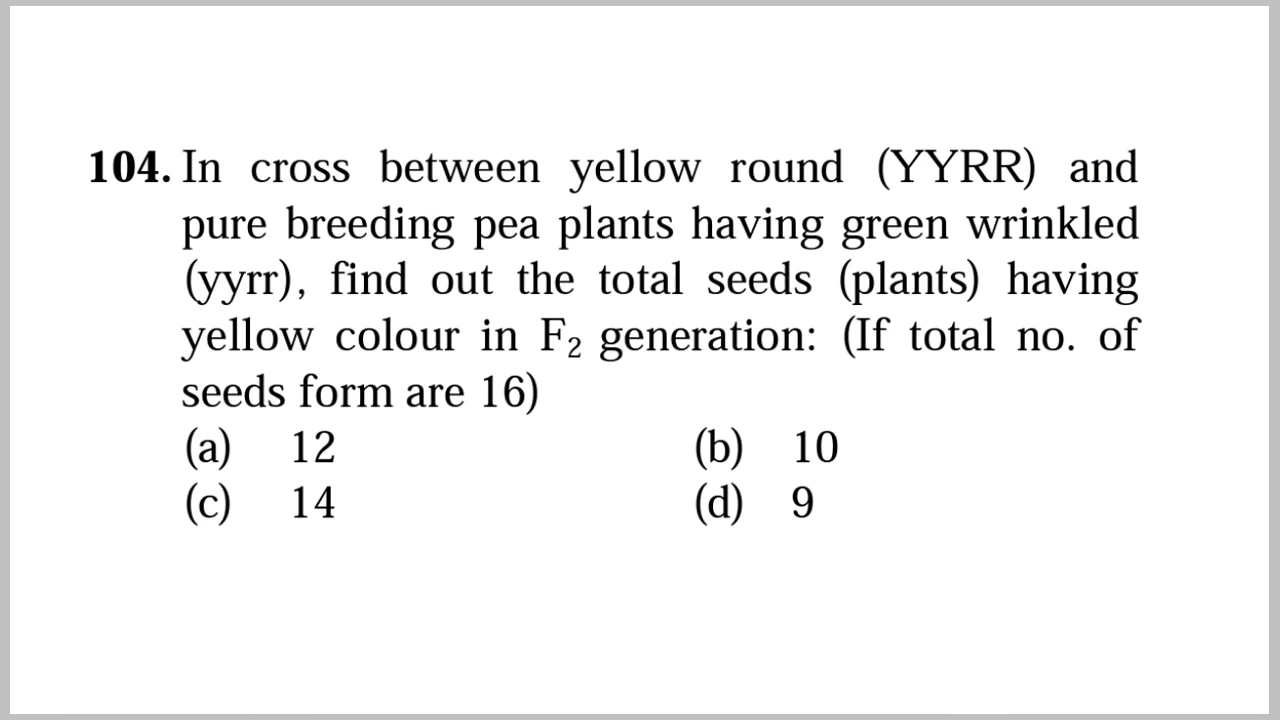 104. In cross between yellow round (YYRR) and
pure breeding pea plants having green wrinkled
(yyrr), find out the total seeds (plants) having
yellow colour in F₂ generation: (If total no. of
seeds form are 16)
(a) 12 (b) 10
(c) 14 (d) 9